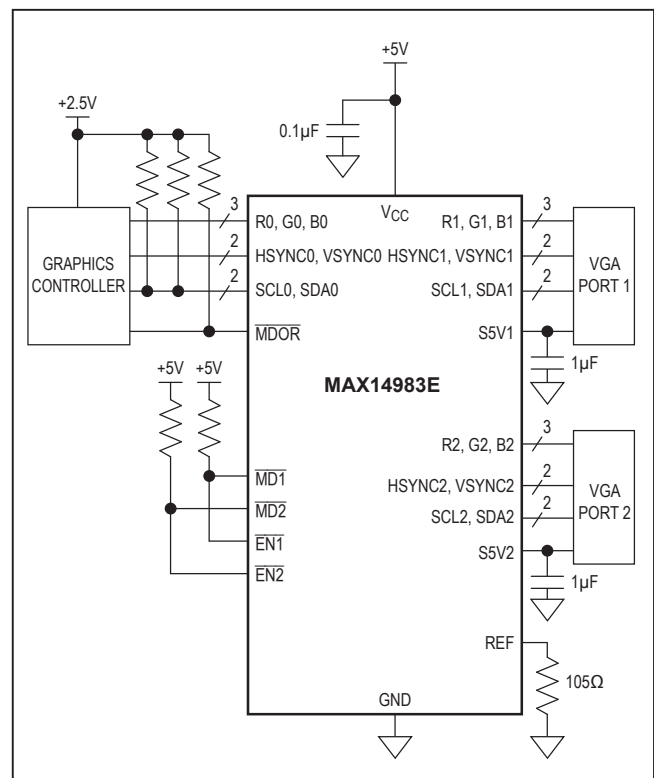 +5V
+2.5V
0.1µF
V<sub>CC</sub>
3
R0, G0, B0
R1, G1, B1
3
2
HSYNC0, VSYNC0
HSYNC1, VSYNC1
2
GRAPHICS
CONTROLLER
2
SCL0, SDA0
SCL1, SDA1
2
VGA
PORT 1
MDOR
S5V1
1µF
+5V
+5V
MAX14983E
R2, G2, B2
3
MD1
HSYNC2, VSYNC2
2
MD2
SCL2, SDA2
2
VGA
PORT 2
EN1
S5V2
EN2
1µF
REF
105Ω
GND